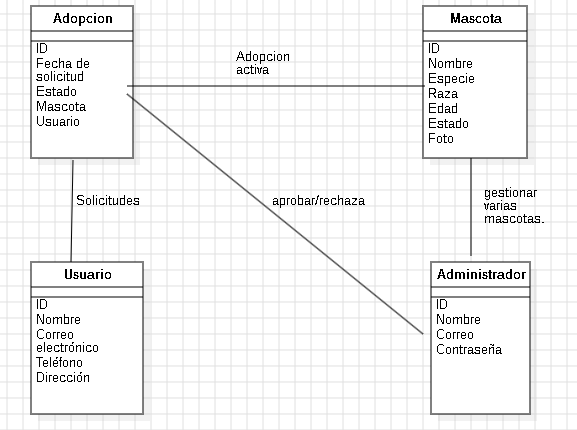 Adopcion
ID
Fecha de
solicitud
Estado
Mascota
Usuario
Adopcion
activa
Mascota
ID
Nombre
Especie
Raza
Edad
Estado
Foto
Solicitudes
aprobar/rechaza
gestionar
varias
mascotas.
Usuario
ID
Nombre
Correo
electrónico
Teléfono
Dirección
Administrador
ID
Nombre
Correo
Contraseña